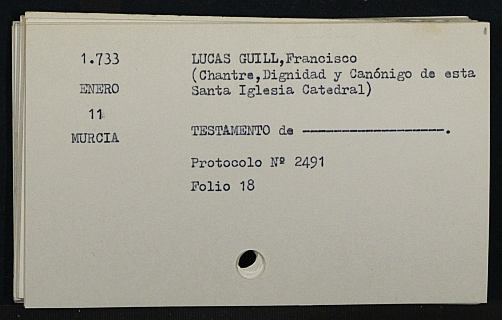 1.733
ENERO
11
MURCIA
LUCAS GUILL,Francisco
(Chantre,Dignidad y Canónigo de esta
Santa Iglesia Catedral)
TESTAMENTO de -------------------.
Protocolo Nº 2491
Folio 18